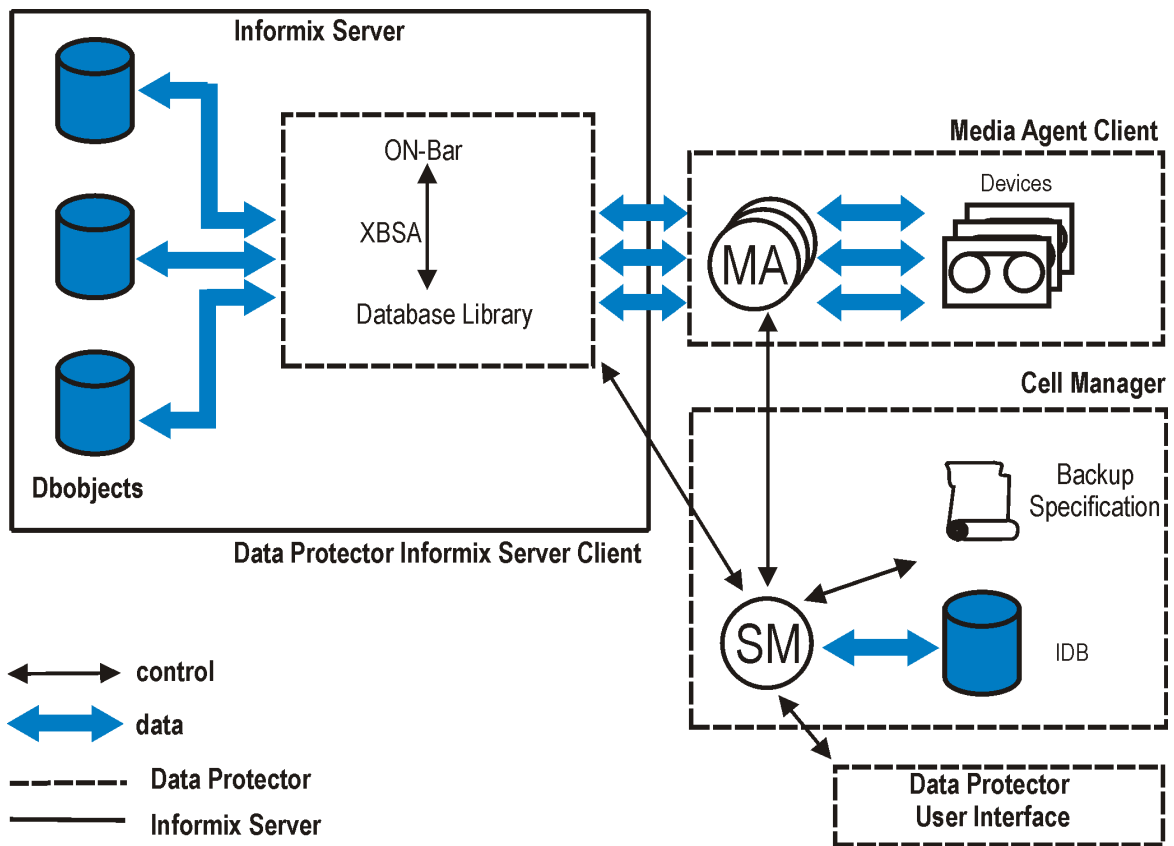 Informix Server
ON-Bar
XBSA
Database Library
Dbobjects
Data Protector Informix Server Client
Media Agent Client
Devices
MA
Cell Manager
Backup
Specification
SM
IDB
Data Protector
User Interface
control
data
Data Protector
Informix Server